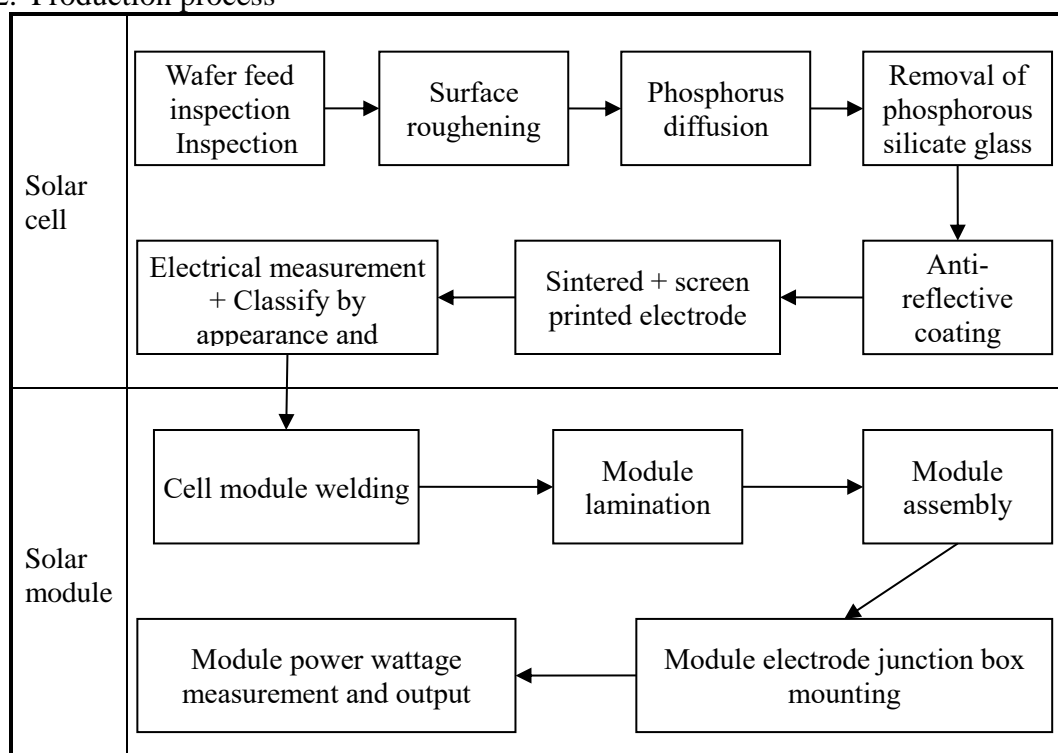 2. Production process
Wafer feed
inspection
Inspection
Surface
roughening
Phosphorus
diffusion
Removal of
phosphorous
silicate glass
Solar
cell
Electrical measurement
+ Classify by
appearance and
Sintered + screen
printed electrode
Anti-
reflective
coating
Cell module welding
Module
lamination
Module
assembly
Solar
module
Module power wattage
measurement and output
Module electrode junction box
mounting